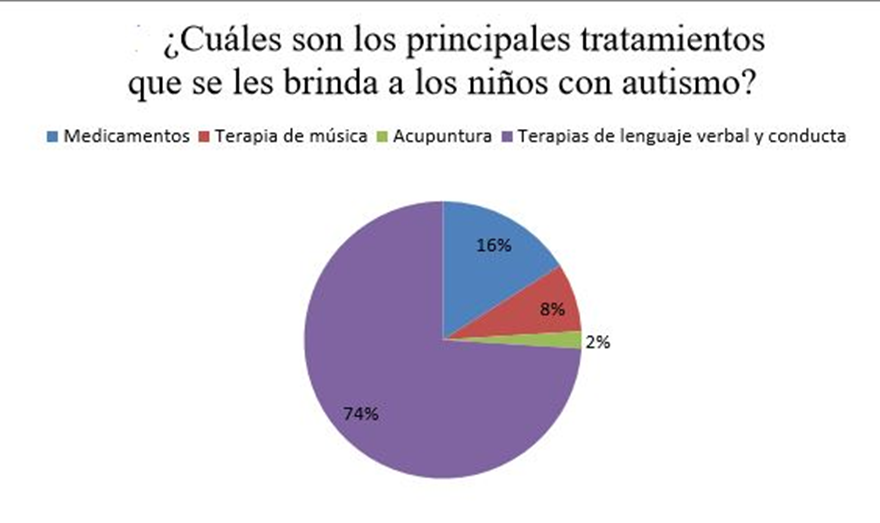 ¿Cuáles son los principales tratamientos
que se les brinda a los niños con autismo?
Medicamentos Terapia de música Acupuntura Terapias de lenguaje verbal y conducta
16%
8%
2%
74%